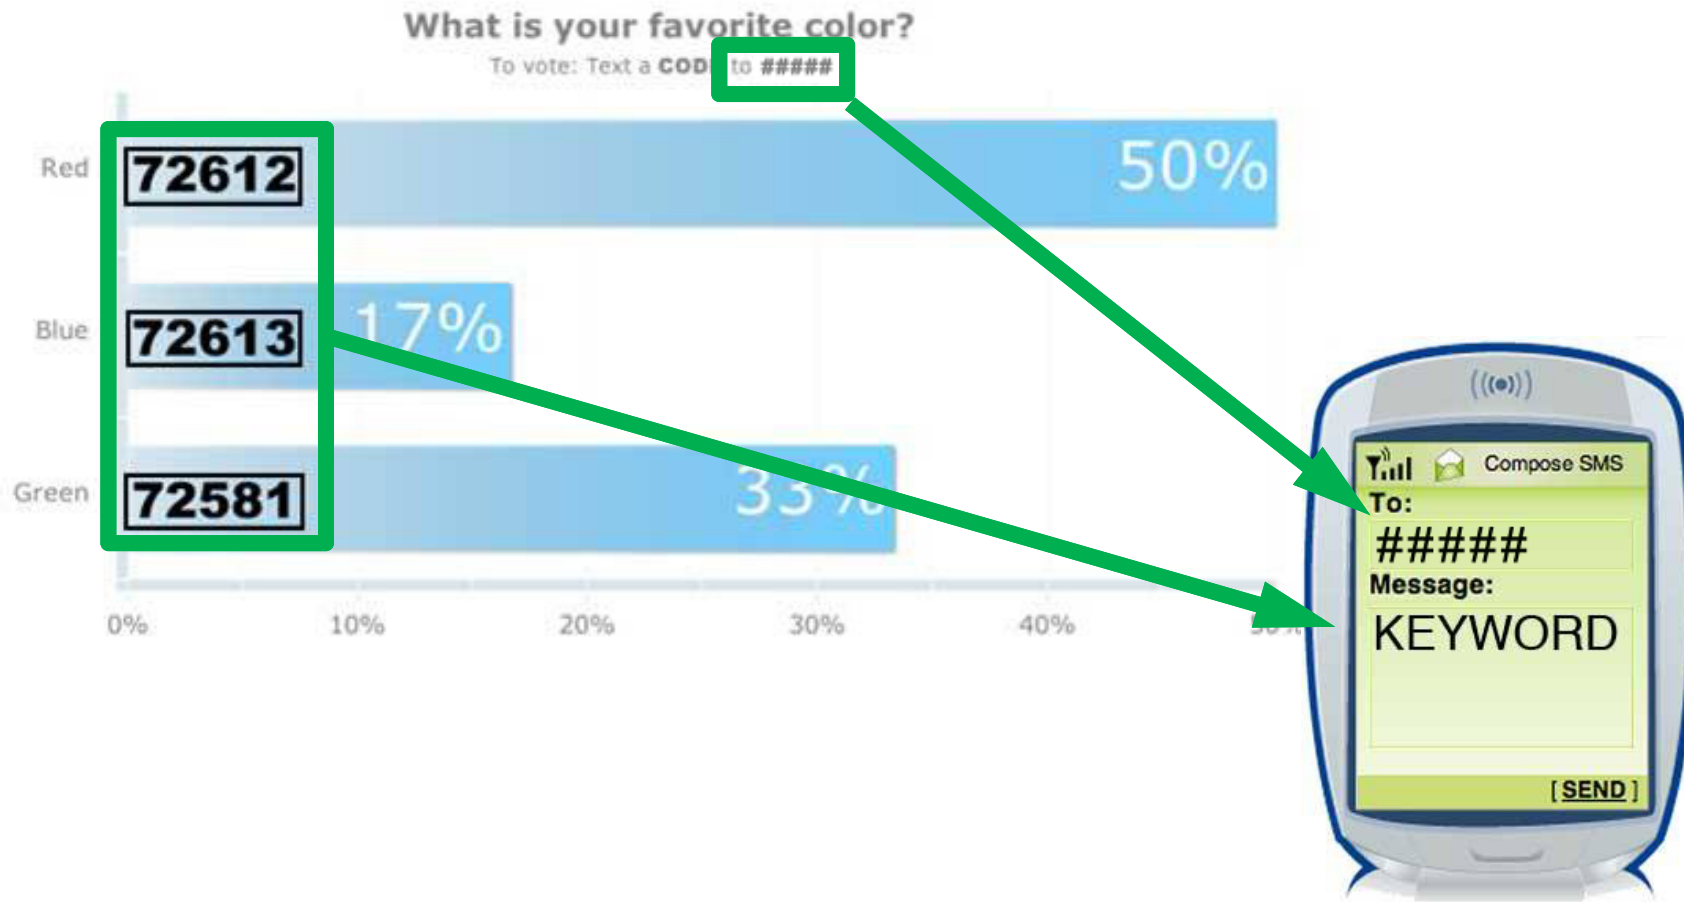 What is your favorite color?
To vote: Text a COD to #####
Red 72612 50%
Blue 72613 17%
Green 72581 33%
0% 10% 20% 30% 40%
Compose SMS
To:
#####
Message:
KEYWORD
[ SEND ]